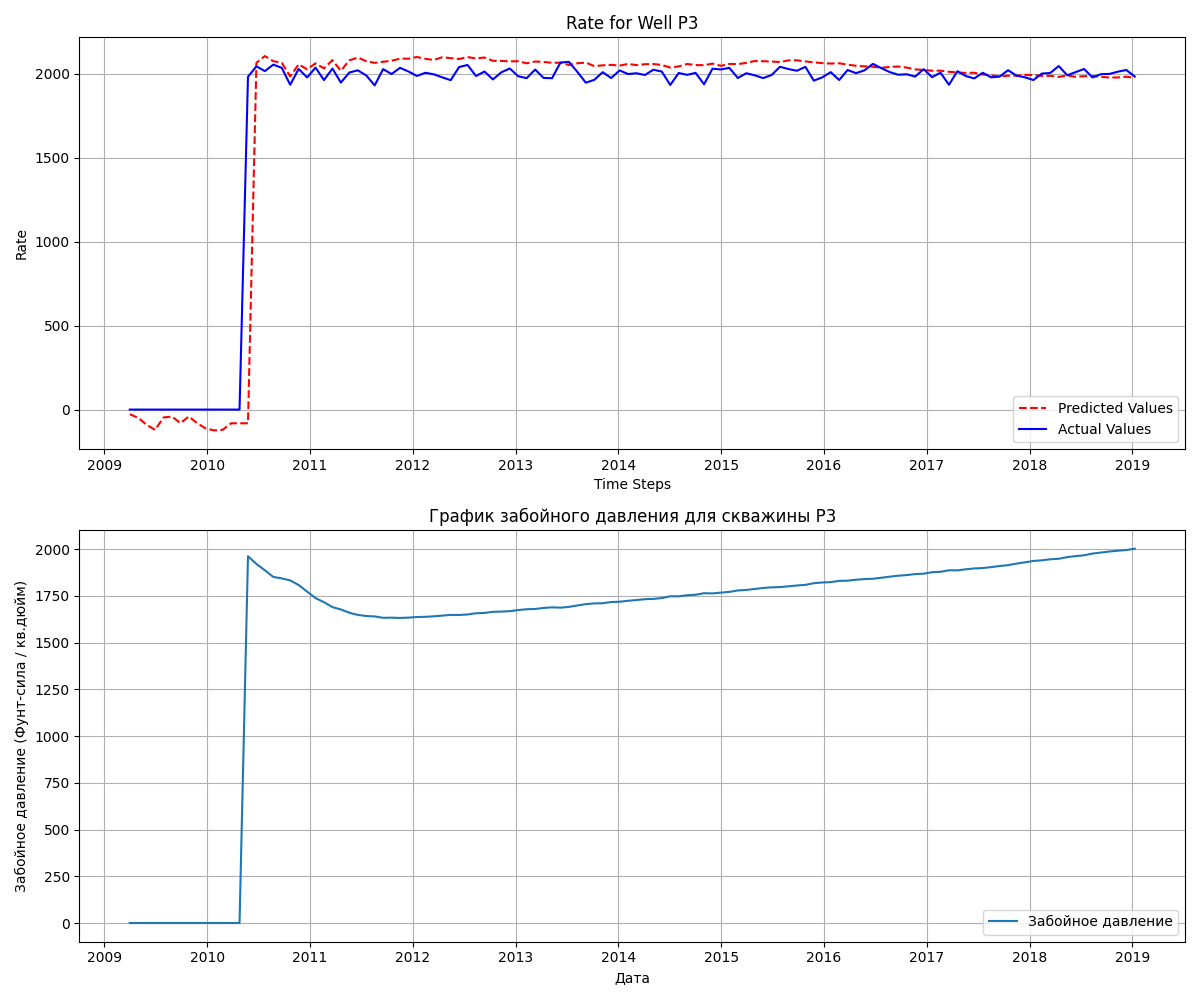 Rate for Well P3
Rate
2000
1500
1000
500
0
Predicted Values
Actual Values
2009 2010 2011 2012 2013 2014 2015 2016 2017 2018 2019
Time Steps
График забойного давления для скважины P3
Забойное давление (Фунт-сила / кв.дюйм)
2000
1750
1500
1250
1000
750
500
250
0
Забойное давление
2009 2010 2011 2012 2013 2014 2015 2016 2017 2018 2019
Дата